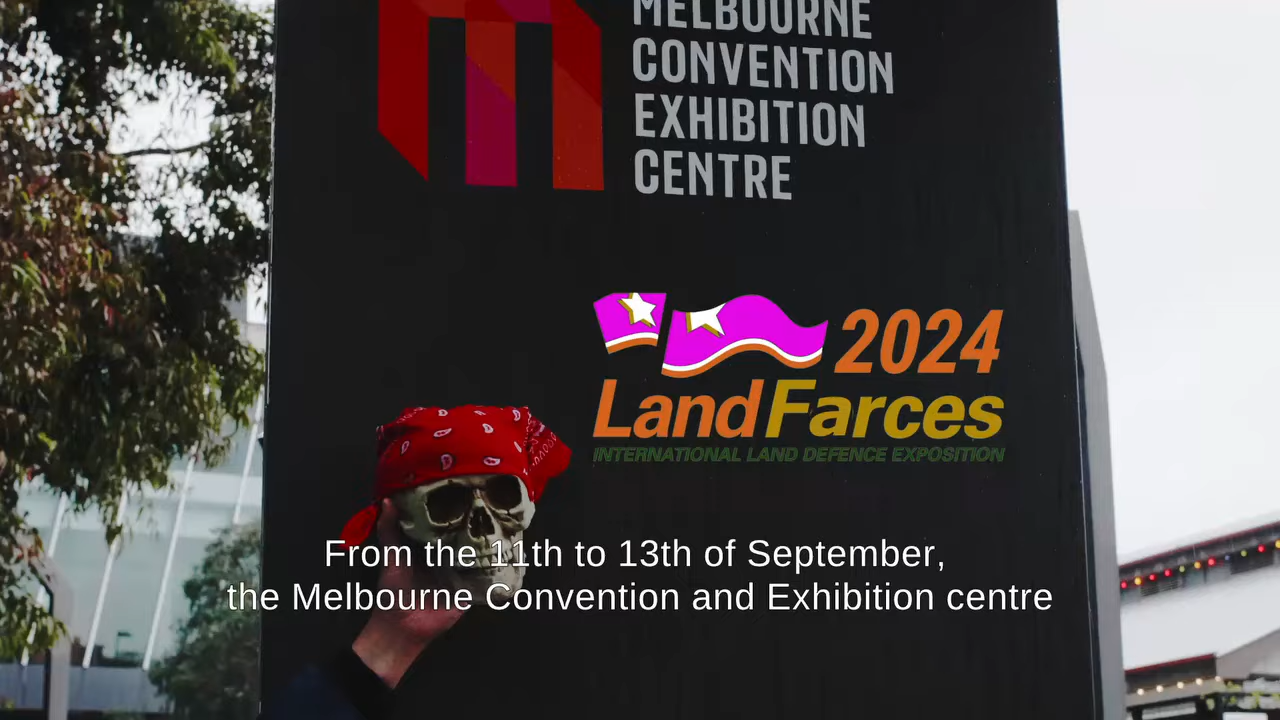 MELBOURNE
CONVENTION
EXHIBITION
CENTRE
2024
LandFarces
INTERNATIONAL LAND DEFENCE EXPOSITION
From the 11th to 13th of September,
the Melbourne Convention and Exhibition centre